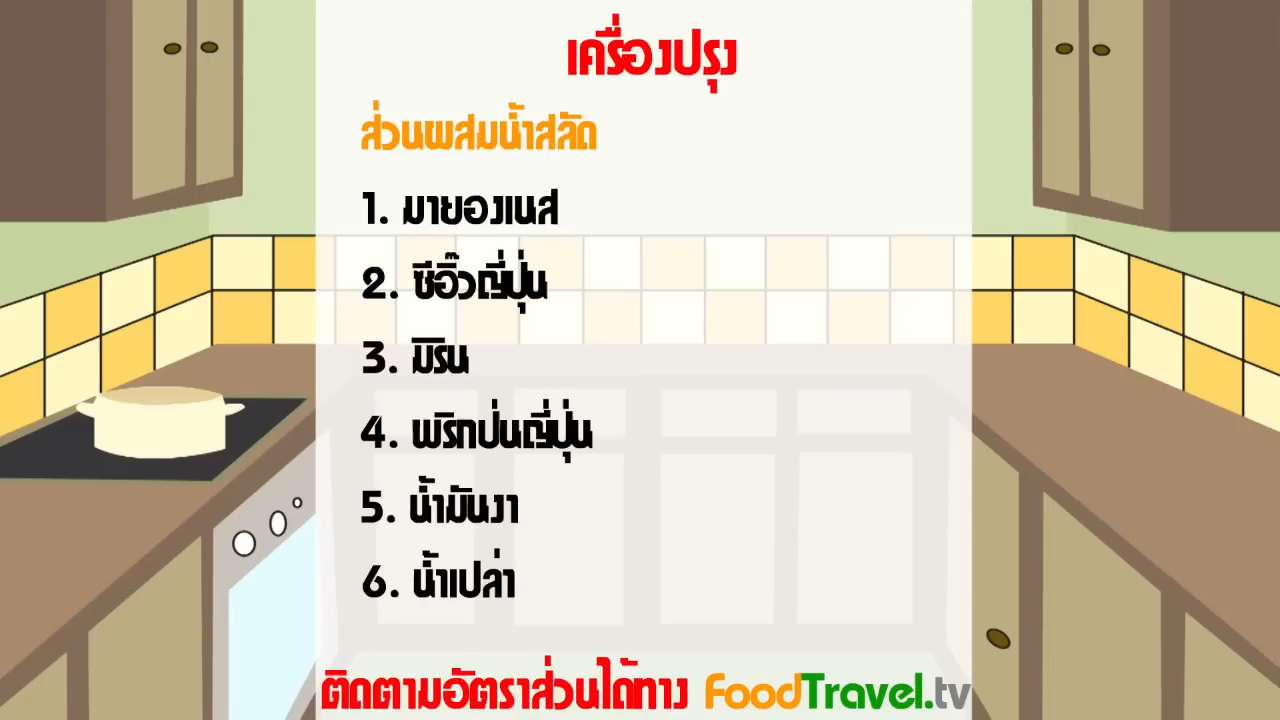 เครื่องปรุง
ส่วนผสมน้ำสลัด
1. มายองเนส
2. ซีอิ๊วญี่ปุ่น
3. มิริน
4. พริกป่นญี่ปุ่น
5. น้ำมันงา
6. น้ำเปล่า
ติดตามอัตราส่วนได้ทาง FoodTravel.tv